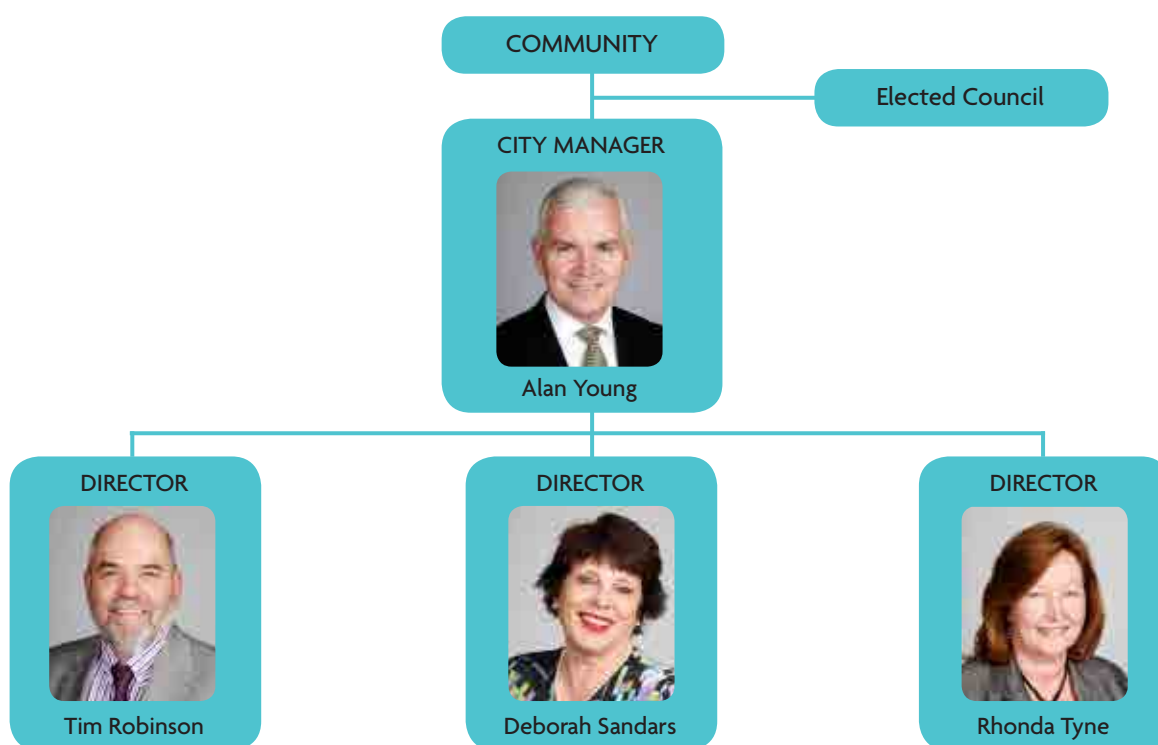 COMMUNITY
Elected Council
CITY MANAGER
Alan Young
DIRECTOR
Tim Robinson
DIRECTOR
Deborah Sandars
DIRECTOR
Rhonda Tyne